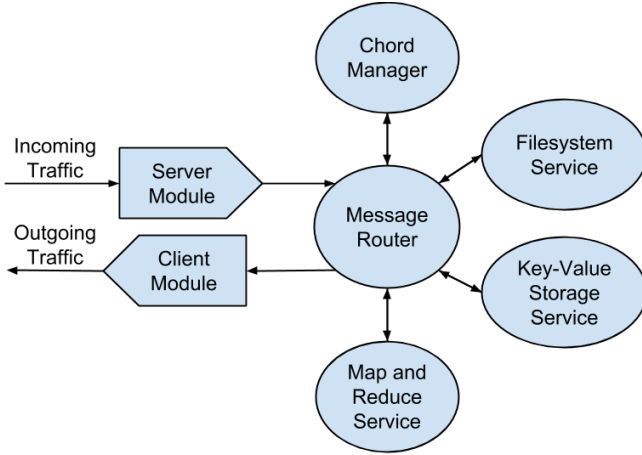 Chord
Manager
Incoming
Traffic
Server
Module
Filesystem
Service
Message
Router
Outgoing
Traffic
Client
Module
Key-Value
Storage
Service
Map and
Reduce
Service